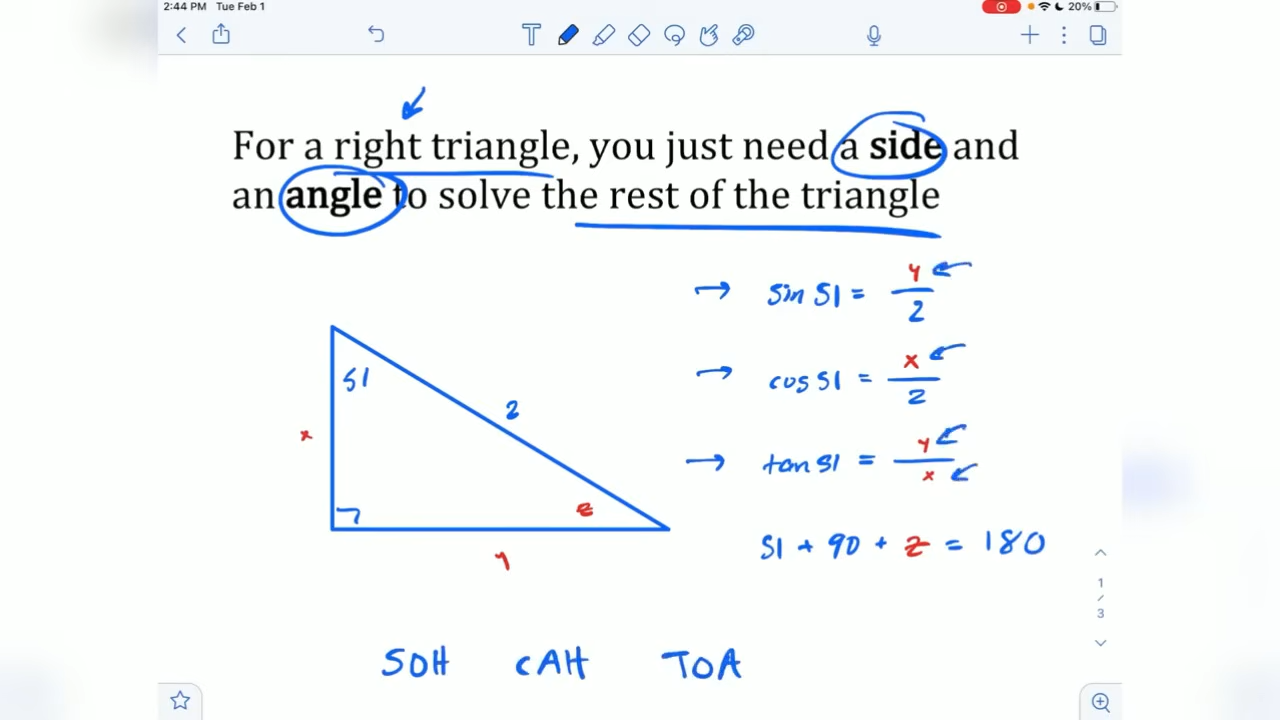 2:44 PM Tue Feb 1
20%
For a right triangle, you just need a side and
an angle to solve the rest of the triangle
sin 51 = y/2
51
cos 51 = x/2
2
x
tan 51 = y/x
z
51 + 90 + z = 180
y
1
/
3
SOH CAH TOA